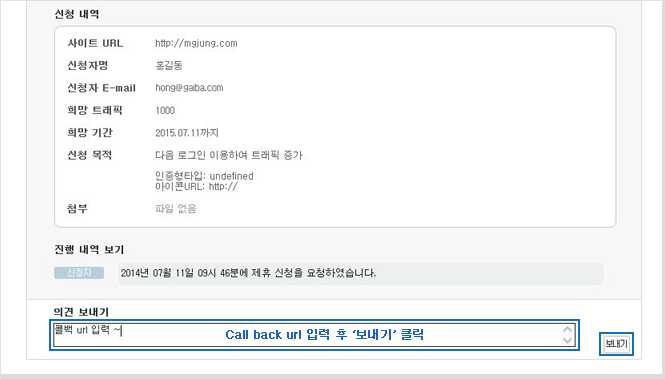 신청 내역
사이트 URL http://mgjung.com
신청자명 홍길동
신청자 E-mail hong@gaba.com
희망 트래픽 1000
희망 기간 2015.07.11까지
신청 목적 다음 로그인 이용하여 트래픽 증가
인증형타입: undefined
아이콘URL: http://
첨부 파일 없음
진행 내역 보기
신청자 2014년 07월 11일 09시 46분에 제휴 신청을 요청하였습니다.
의견 보내기
콜백 url 입력 ~ Call back url 입력 후 ‘보내기’ 클릭
보내기